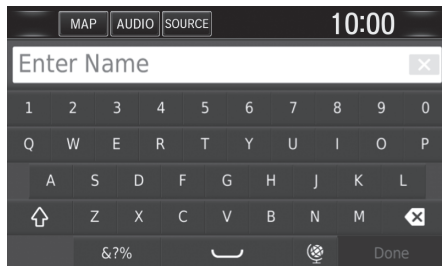 MAP AUDIO SOURCE 10:00
Enter Name
1 2 3 4 5 6 7 8 9 0
Q W E R T Y U I O P
A S D F G H J K L
Z X C V B N M
&?% Done